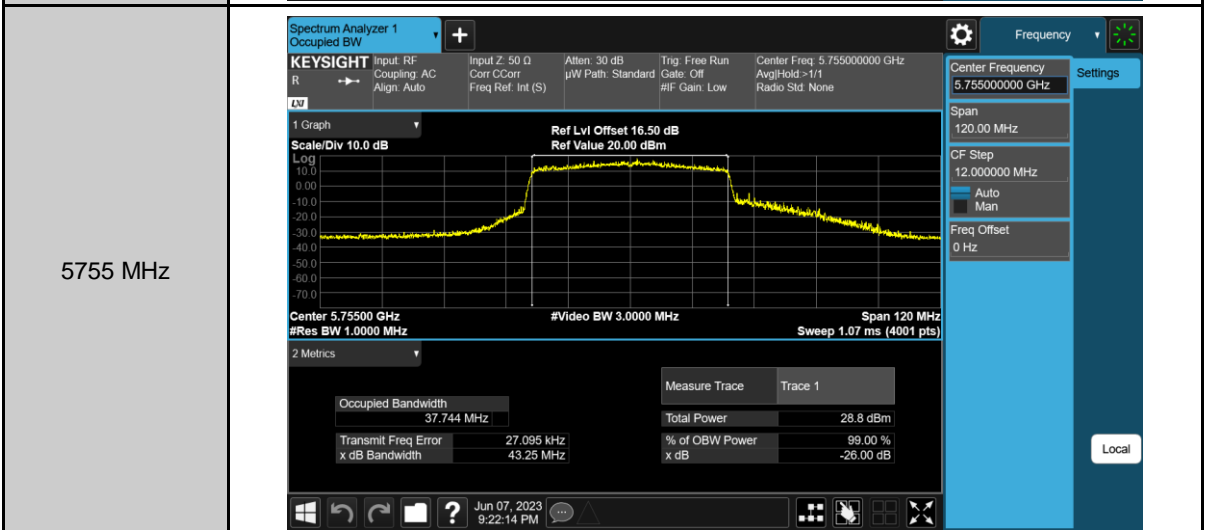 5755 MHz
Spectrum Analyzer 1
Occupied BW
Frequency
KEYSIGHT
R
LXI
Input: RF
Coupling: AC
Align: Auto
Input Z: 50 Ω
Corr CCorr
Freq Ref: Int (S)
Atten: 30 dB
µW Path: Standard
Trig: Free Run
Gate: Off
#IF Gain: Low
Center Freq: 5.755000000 GHz
Avg|Hold:>1/1
Radio Std: None
1 Graph
Scale/Div 10.0 dB
Ref Lvl Offset 16.50 dB
Ref Value 20.00 dBm
Log
10.0
0.00
-10.0
-20.0
-30.0
-40.0
-50.0
-60.0
-70.0
Center 5.75500 GHz
#Res BW 1.0000 MHz
#Video BW 3.0000 MHz
Span 120 MHz
Sweep 1.07 ms (4001 pts)
2 Metrics
Measure Trace Trace 1
Occupied Bandwidth
37.744 MHz
Total Power 28.8 dBm
Transmit Freq Error 27.095 kHz
% of OBW Power 99.00 %
x dB Bandwidth 43.25 MHz
x dB -26.00 dB
Center Frequency
5.755000000 GHz
Settings
Span
120.00 MHz
CF Step
12.000000 MHz
Auto
Man
Freq Offset
0 Hz
Local
?
Jun 07, 2023
9:22:14 PM